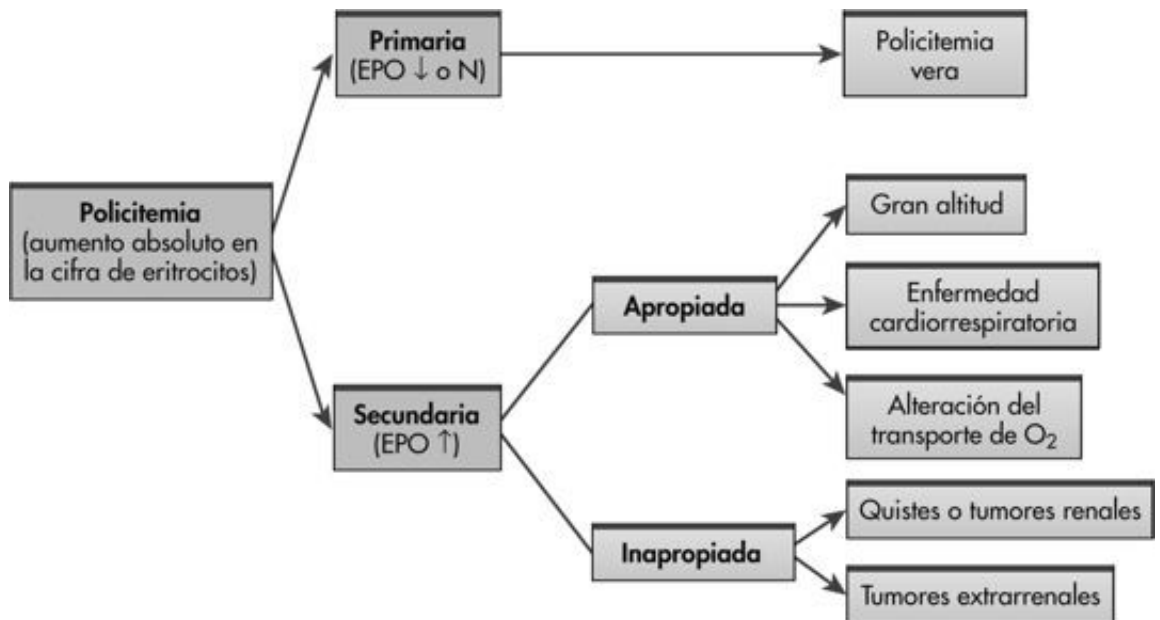 Primaria
(EPO ↓ o N)
Policitemia
vera
Policitemia
(aumento absoluto en
la cifra de eritrocitos)
Gran altitud
Apropiada
Enfermedad
cardiorrespiratoria
Secundaria
(EPO ↑)
Alteración del
transporte de O₂
Inapropiada
Quistes o tumores renales
Tumores extrarrenales